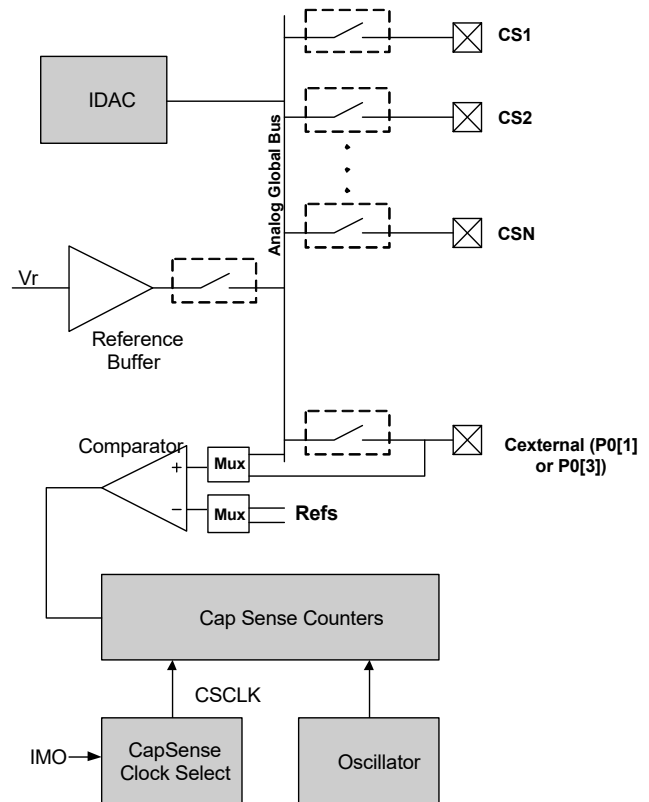 CS1
IDAC
CS2
Analog Global Bus
CSN
Vr
Reference
Buffer
Comparator
+
Mux
Cexternal (P0[1]
or P0[3])
−
Mux
Refs
Cap Sense Counters
CSCLK
IMO
CapSense
Clock Select
Oscillator